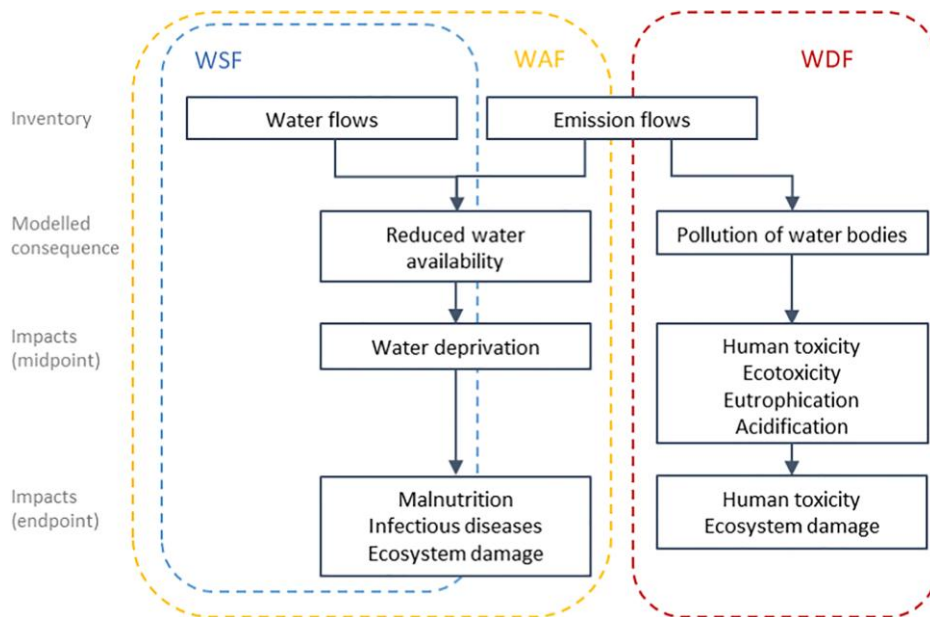 WSF
WAF
WDF
Inventory
Water flows
Emission flows
Modelled
consequence
Reduced water
availability
Pollution of water bodies
Impacts
(midpoint)
Water deprivation
Human toxicity
Ecotoxicity
Eutrophication
Acidification
Impacts
(endpoint)
Malnutrition
Infectious diseases
Ecosystem damage
Human toxicity
Ecosystem damage